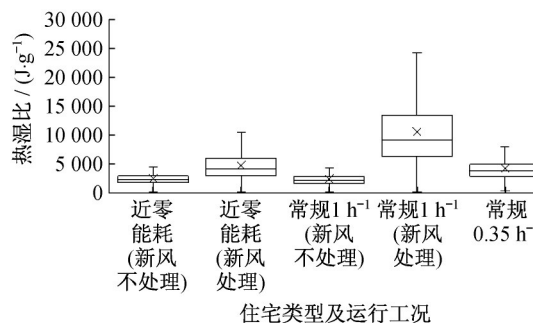 热湿比 / (J·g⁻¹)
30 000
25 000
20 000
15 000
10 000
5 000
0
近零
能耗
(新风
不处理)
近零
能耗
(新风
处理)
常规1 h⁻¹
(新风
不处理)
常规1 h⁻¹
(新风
处理)
常规
0.35 h⁻
住宅类型及运行工况